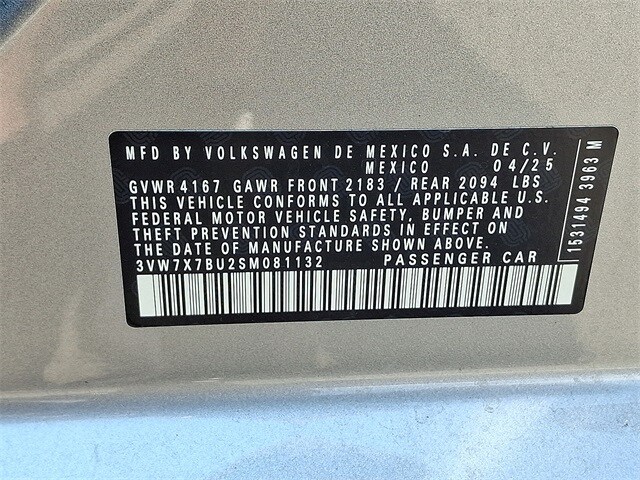 MFD BY VOLKSWAGEN DE MEXICO S.A. DE C.V.
MEXICO 04/25
GVWR 4167 GAWR FRONT 2183 / REAR 2094 LBS
THIS VEHICLE CONFORMS TO ALL APPLICABLE U.S.
FEDERAL MOTOR VEHICLE SAFETY, BUMPER AND
THEFT PREVENTION STANDARDS IN EFFECT ON
THE DATE OF MANUFACTURE SHOWN ABOVE.
3VW7X7BU2SM081132 PASSENGER CAR
1531494 3963 M